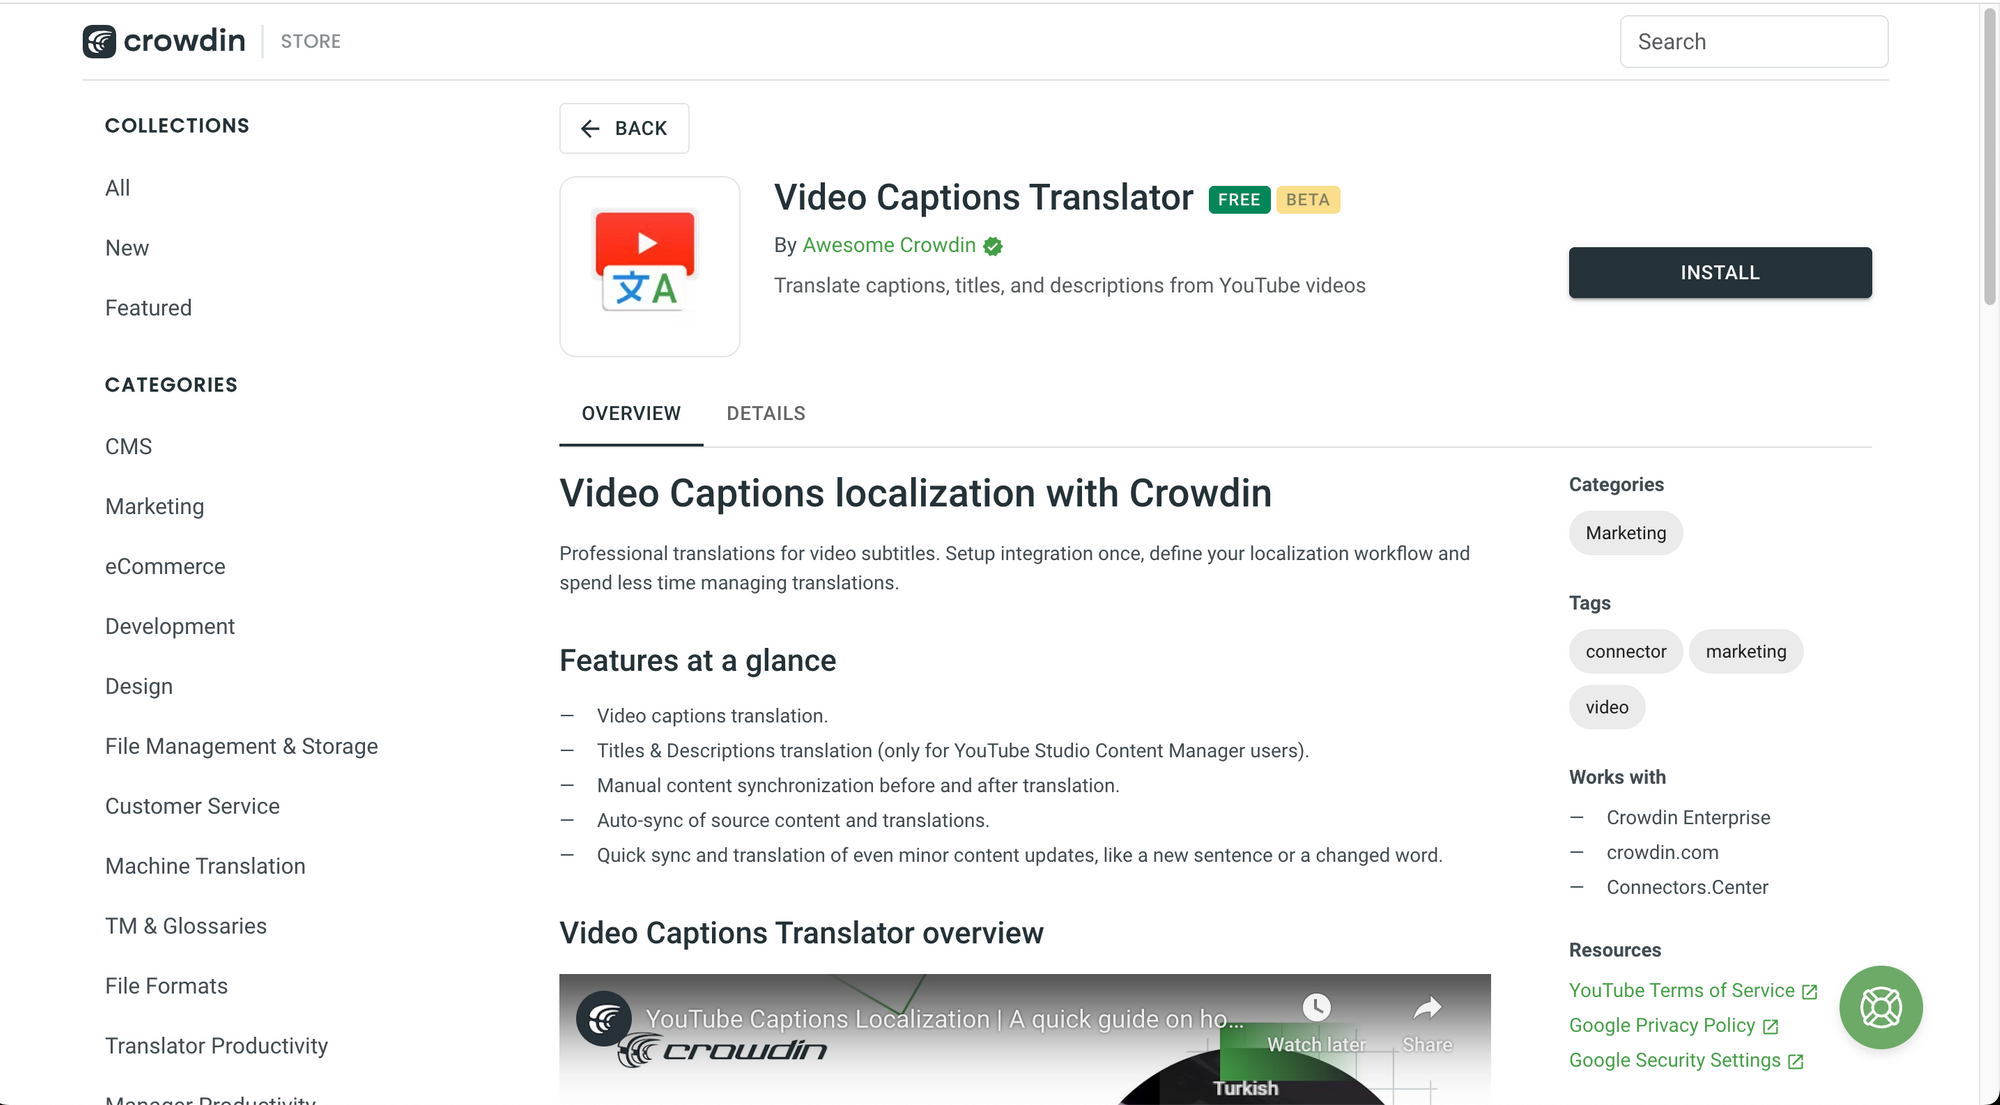 crowdin
STORE
Search
COLLECTIONS
All
New
Featured
CATEGORIES
CMS
Marketing
eCommerce
Development
Design
File Management & Storage
Customer Service
Machine Translation
TM & Glossaries
File Formats
Translator Productivity
Manager Productivity
BACK
文A
Video Captions Translator
FREE
BETA
By Awesome Crowdin
Translate captions, titles, and descriptions from YouTube videos
INSTALL
OVERVIEW
DETAILS
Video Captions localization with Crowdin
Professional translations for video subtitles. Setup integration once, define your localization workflow and
spend less time managing translations.
Features at a glance
— Video captions translation.
— Titles & Descriptions translation (only for YouTube Studio Content Manager users).
— Manual content synchronization before and after translation.
— Auto-sync of source content and translations.
— Quick sync and translation of even minor content updates, like a new sentence or a changed word.
Video Captions Translator overview
YouTube Captions Localization | A quick guide on ho...
Watch later
Share
crowdin
Turkish
Categories
Marketing
Tags
connector
marketing
video
Works with
— Crowdin Enterprise
— crowdin.com
— Connectors.Center
Resources
YouTube Terms of Service
Google Privacy Policy
Google Security Settings